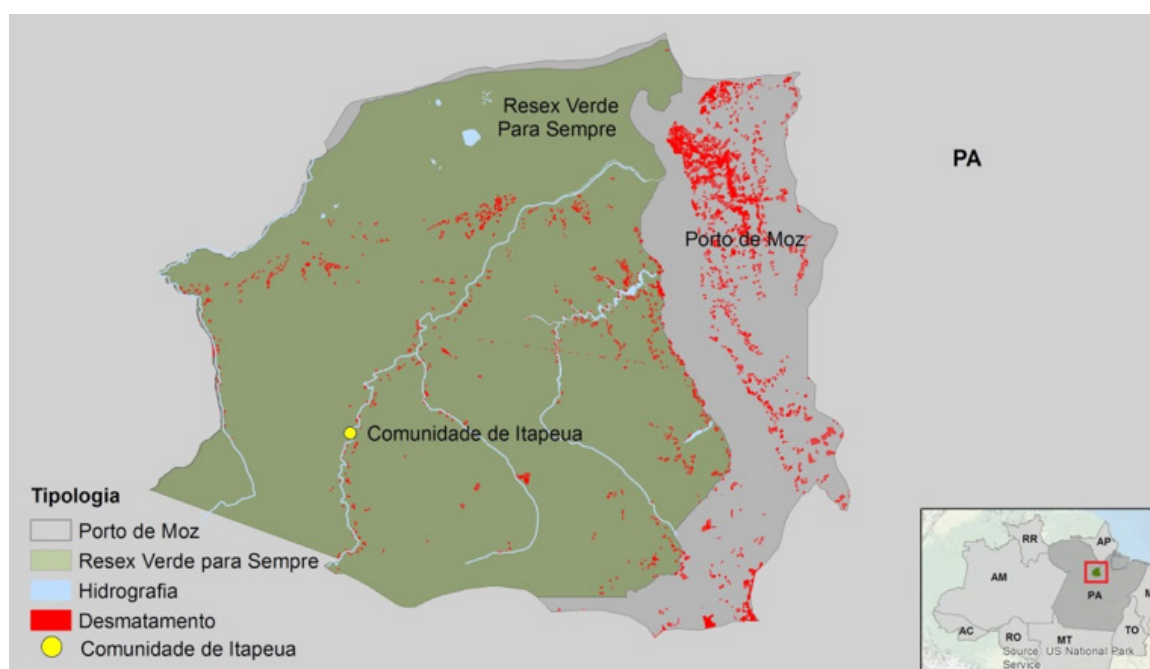 Resex Verde
Para Sempre
PA
Porto de Moz
Comunidade de Itapeua
Tipologia
Porto de Moz
Resex Verde para Sempre
Hidrografia
Desmatamento
Comunidade de Itapeua
RR
AP
AM
PA
AC
RO
MT
TO
M
Source US National Park
Service